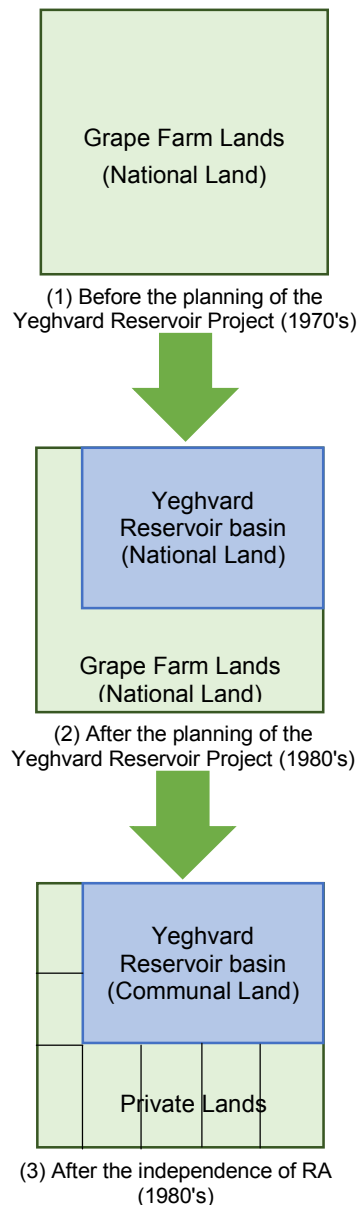 Grape Farm Lands
(National Land)
(1) Before the planning of the
Yeghvard Reservoir Project (1970's)
Yeghvard
Reservoir basin
(National Land)
Grape Farm Lands
(National Land)
(2) After the planning of the
Yeghvard Reservoir Project (1980's)
Yeghvard
Reservoir basin
(Communal Land)
Private Lands
(3) After the independence of RA
(1980's)